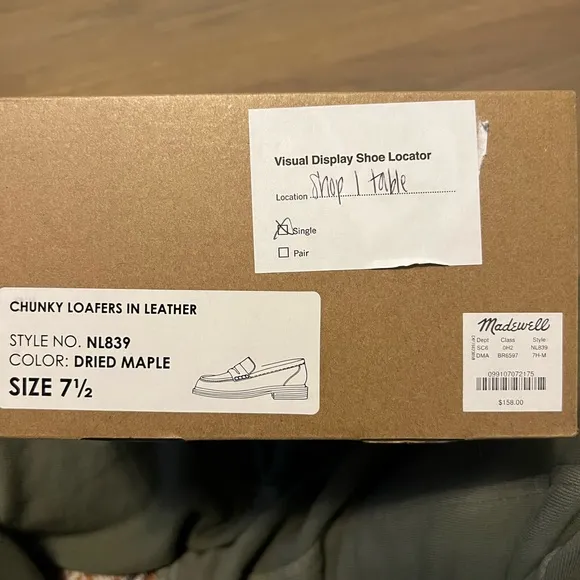 Visual Display Shoe Locator
Location Shop 1 table
Single
Pair
CHUNKY LOAFERS IN LEATHER
STYLE NO. NL839
COLOR: DRIED MAPLE
SIZE 7½
Madewell
Dept Class Style
SC6 0H2 NL839
DMA BR6597 7H-M
099107072175
$158.00